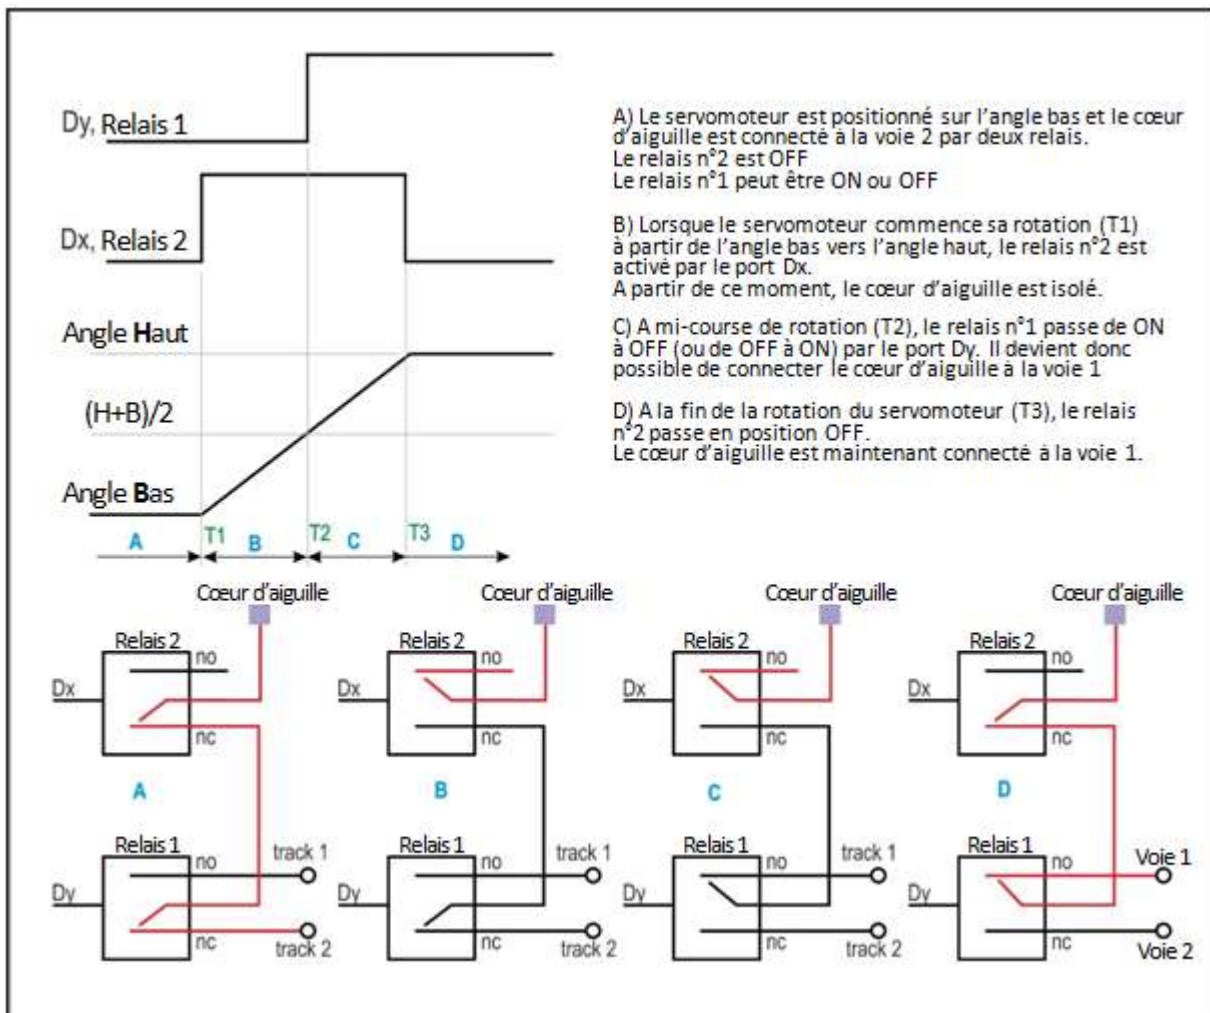 Dy, Relais 1
Dx, Relais 2
Angle Haut
(H+B)/2
Angle Bas
A
T1
B
T2
C
T3
D
A) Le servomoteur est positionné sur l'angle bas et le cœur
d'aiguille est connecté à la voie 2 par deux relais.
Le relais n°2 est OFF
Le relais n°1 peut être ON ou OFF
B) Lorsque le servomoteur commence sa rotation (T1)
à partir de l'angle bas vers l'angle haut, le relais n°2 est
activé par le port Dx.
A partir de ce moment, le cœur d'aiguille est isolé.
C) A mi-course de rotation (T2), le relais n°1 passe de ON
à OFF (ou de OFF à ON) par le port Dy. Il devient donc
possible de connecter le cœur d'aiguille à la voie 1
D) A la fin de la rotation du servomoteur (T3), le relais
n°2 passe en position OFF.
Le cœur d'aiguille est maintenant connecté à la voie 1.
Cœur d'aiguille
Relais 2
no
Dx
nc
A
Relais 1
no
track 1
Dy
nc
track 2
Cœur d'aiguille
Relais 2
no
Dx
nc
B
Relais 1
no
track 1
Dy
nc
track 2
Cœur d'aiguille
Relais 2
no
Dx
nc
C
Relais 1
no
track 1
Dy
nc
track 2
Cœur d'aiguille
Relais 2
no
Dx
nc
D
Relais 1
no
Voie 1
Dy
nc
Voie 2